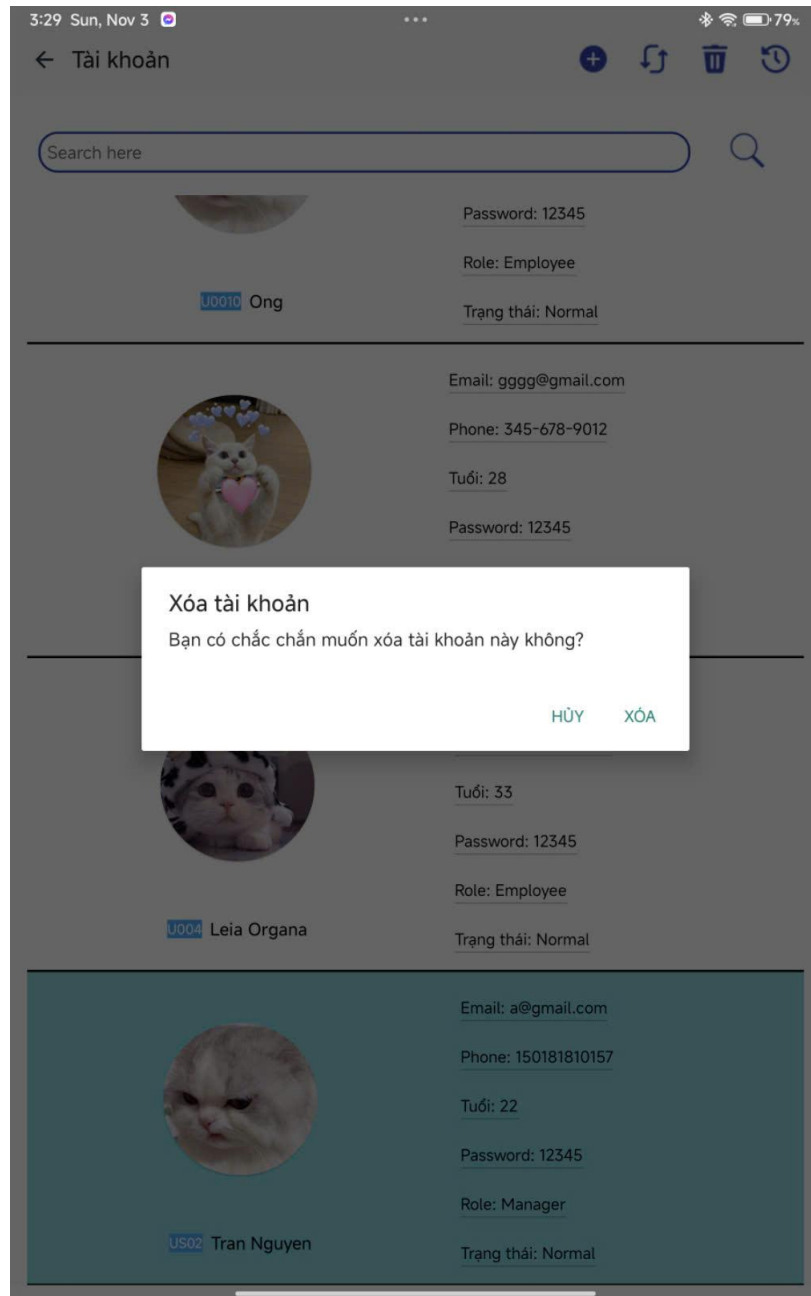 3:29 Sun, Nov 3
79%
Tài khoản
Search here
Password: 12345
Role: Employee
U0010 Ong
Trạng thái: Normal
Email: gggg@gmail.com
Phone: 345-678-9012
Tuổi: 28
Password: 12345
Xóa tài khoản
Bạn có chắc chắn muốn xóa tài khoản này không?
HỦY XÓA
Tuổi: 33
Password: 12345
Role: Employee
U004 Leia Organa
Trạng thái: Normal
Email: a@gmail.com
Phone: 150181810157
Tuổi: 22
Password: 12345
Role: Manager
US02 Tran Nguyen
Trạng thái: Normal